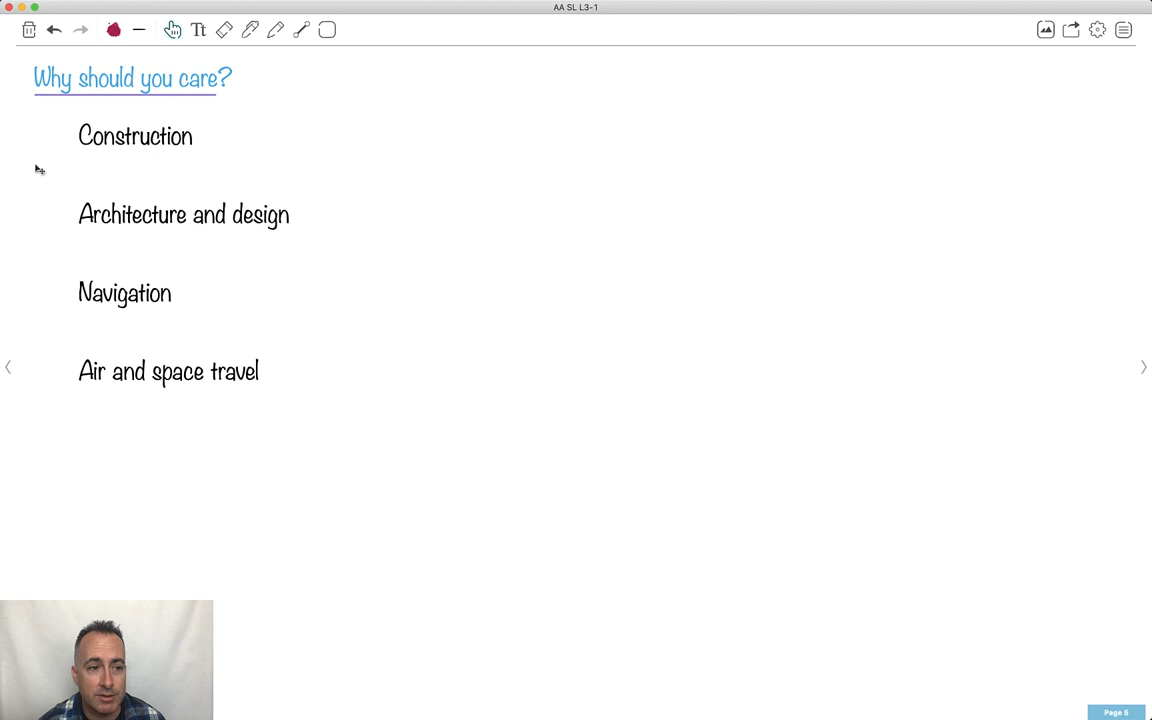 AA SL L3-1
Tt
Why should you care?
Construction
Architecture and design
Navigation
Air and space travel
Page 5